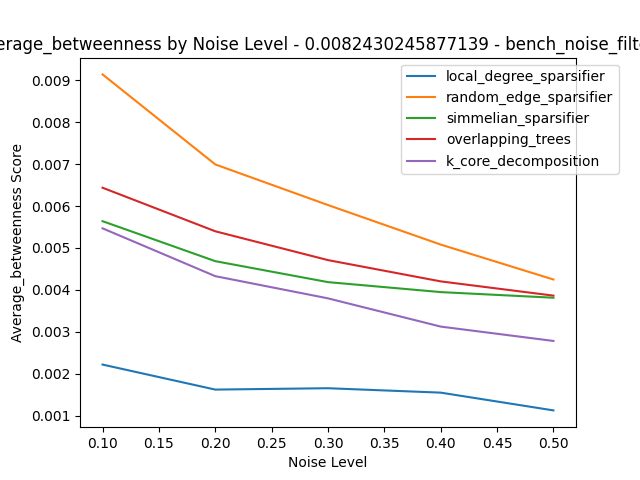 erage_betweenness by Noise Level - 0.0082430245877139 - bench_noise_filt
local_degree_sparsifier
random_edge_sparsifier
simmelian_sparsifier
overlapping_trees
k_core_decomposition
Average_betweenness Score
0.009
0.008
0.007
0.006
0.005
0.004
0.003
0.002
0.001
0.10 0.15 0.20 0.25 0.30 0.35 0.40 0.45 0.50
Noise Level